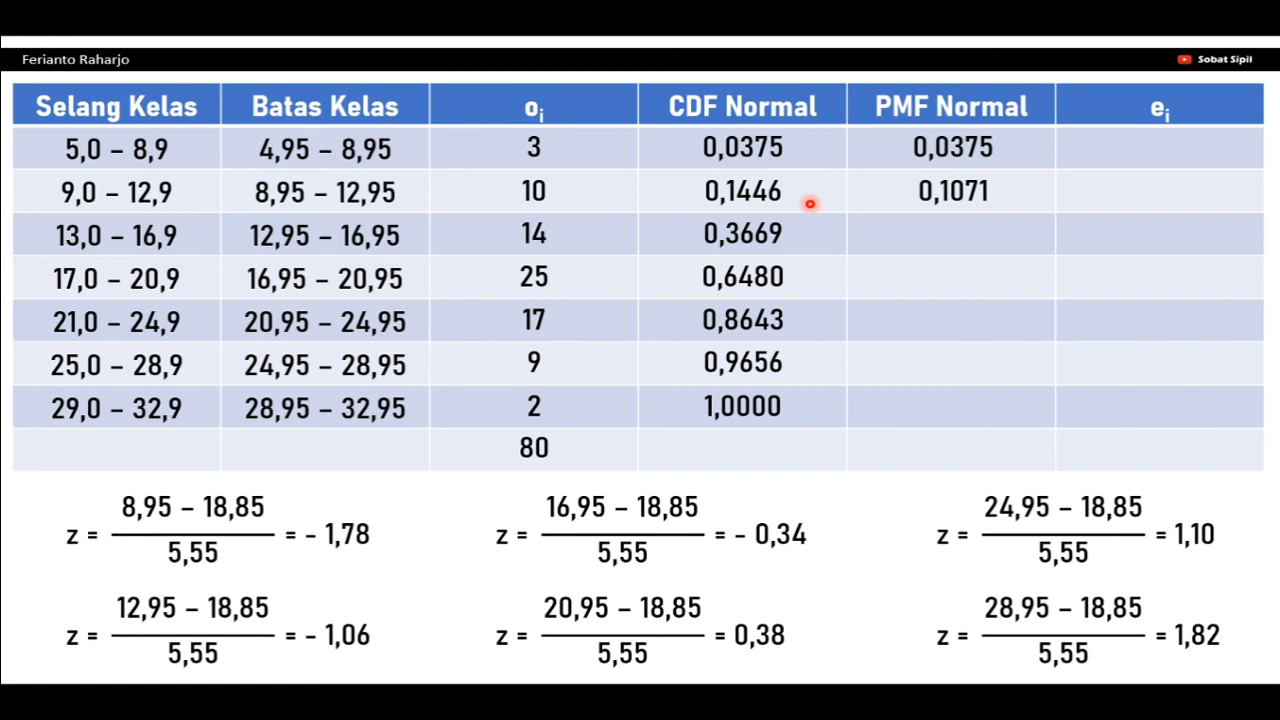 Ferianto Raharjo
Sobat Sipil
Selang Kelas Batas Kelas oi CDF Normal PMF Normal ei
5,0 – 8,9 4,95 – 8,95 3 0,0375 0,0375
9,0 – 12,9 8,95 – 12,95 10 0,1446 0,1071
13,0 – 16,9 12,95 – 16,95 14 0,3669
17,0 – 20,9 16,95 – 20,95 25 0,6480
21,0 – 24,9 20,95 – 24,95 17 0,8643
25,0 – 28,9 24,95 – 28,95 9 0,9656
29,0 – 32,9 28,95 – 32,95 2 1,0000
80
z = 8,95 – 18,85 / 5,55 = - 1,78
z = 16,95 – 18,85 / 5,55 = - 0,34
z = 24,95 – 18,85 / 5,55 = 1,10
z = 12,95 – 18,85 / 5,55 = - 1,06
z = 20,95 – 18,85 / 5,55 = 0,38
z = 28,95 – 18,85 / 5,55 = 1,82